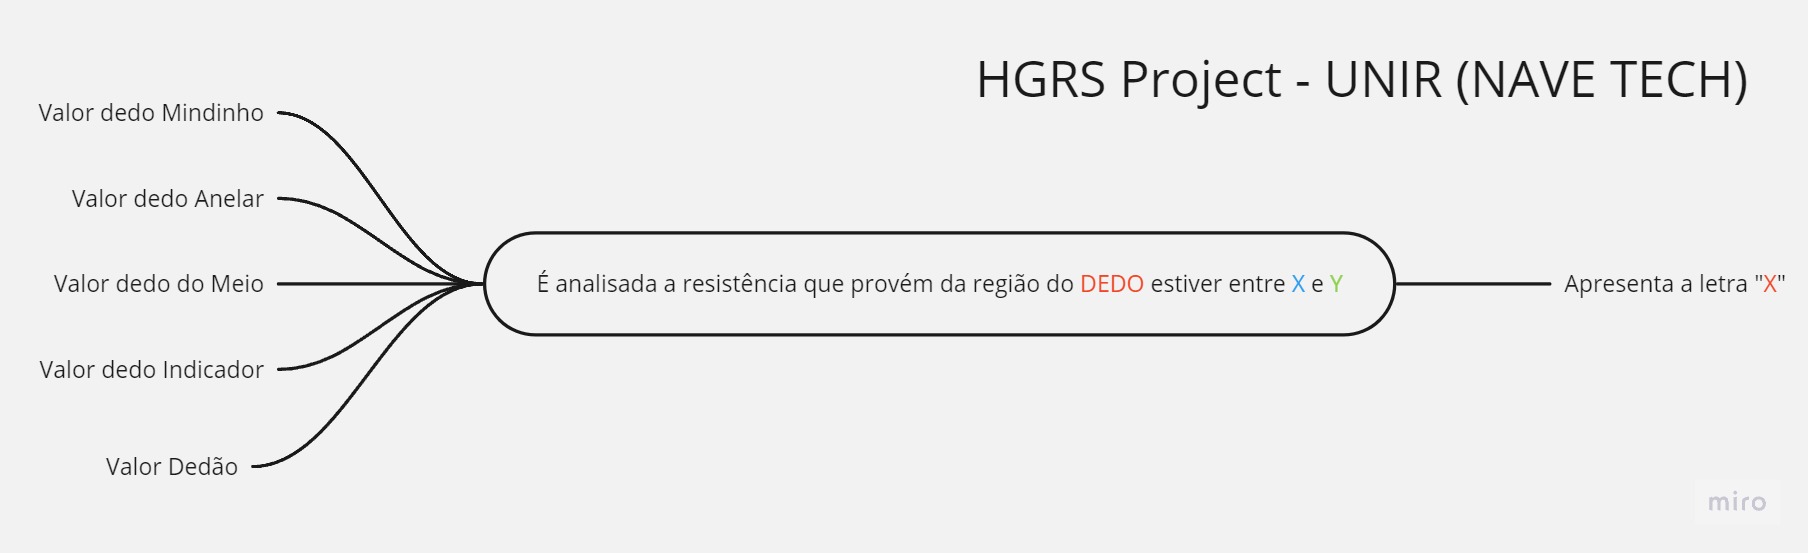 HGRS Project - UNIR (NAVE TECH)
Valor dedo Mindinho
Valor dedo Anelar
Valor dedo do Meio
Valor dedo Indicador
Valor Dedão
É analisada a resistência que provém da região do DEDO estiver entre X e Y
Apresenta a letra "X"
miro